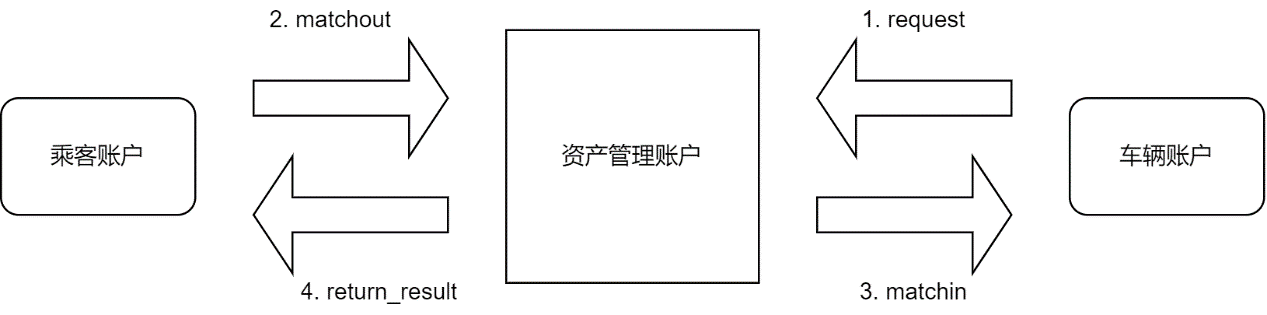 2. matchout
1. request
乘客账户
资产管理账户
车辆账户
4. return_result
3. matchin